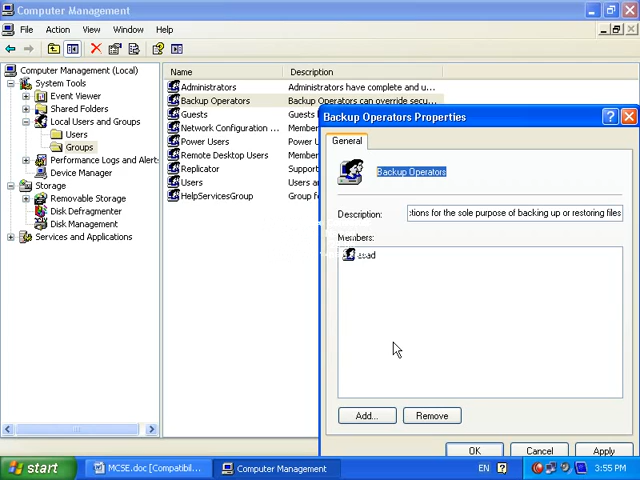 Computer Management
File Action View Window Help
Computer Management (Local)
System Tools
Event Viewer
Shared Folders
Local Users and Groups
Users
Groups
Performance Logs and Alerts
Device Manager
Storage
Removable Storage
Disk Defragmenter
Disk Management
Services and Applications
Name Description
Administrators Administrators have complete and u...
Backup Operators Backup Operators can override secu...
Guests Guests
Network Configuration ... Member
Power Users Power
Remote Desktop Users Member
Replicator Support
Users Users
HelpServicesGroup Group fo
Backup Operators Properties
General
Backup Operators
Description: ctions for the sole purpose of backing up or restoring files
Members:
Add... Remove
OK Cancel Apply
start
MCSE.doc [Compatibil...
Computer Management
EN
3:55 PM